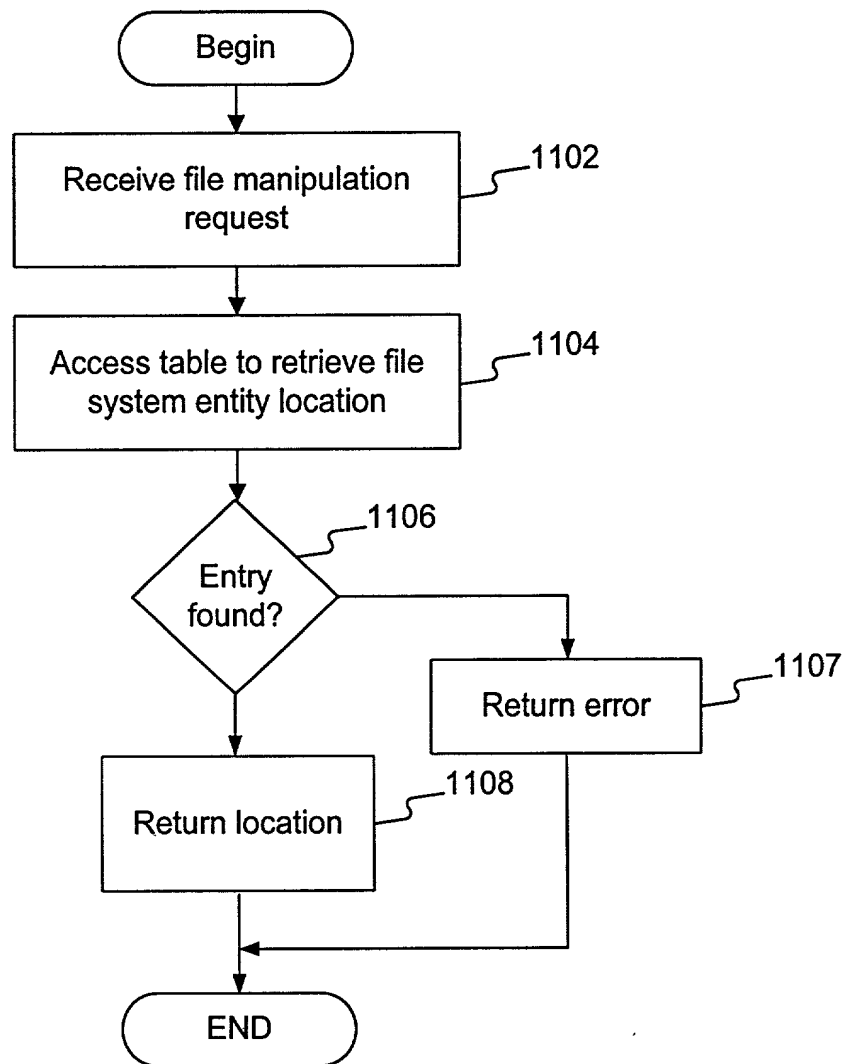 Begin
Receive file manipulation
request
1102
Access table to retrieve file
system entity location
1104
Entry
found?
1106
Return error
1107
Return location
1108
END